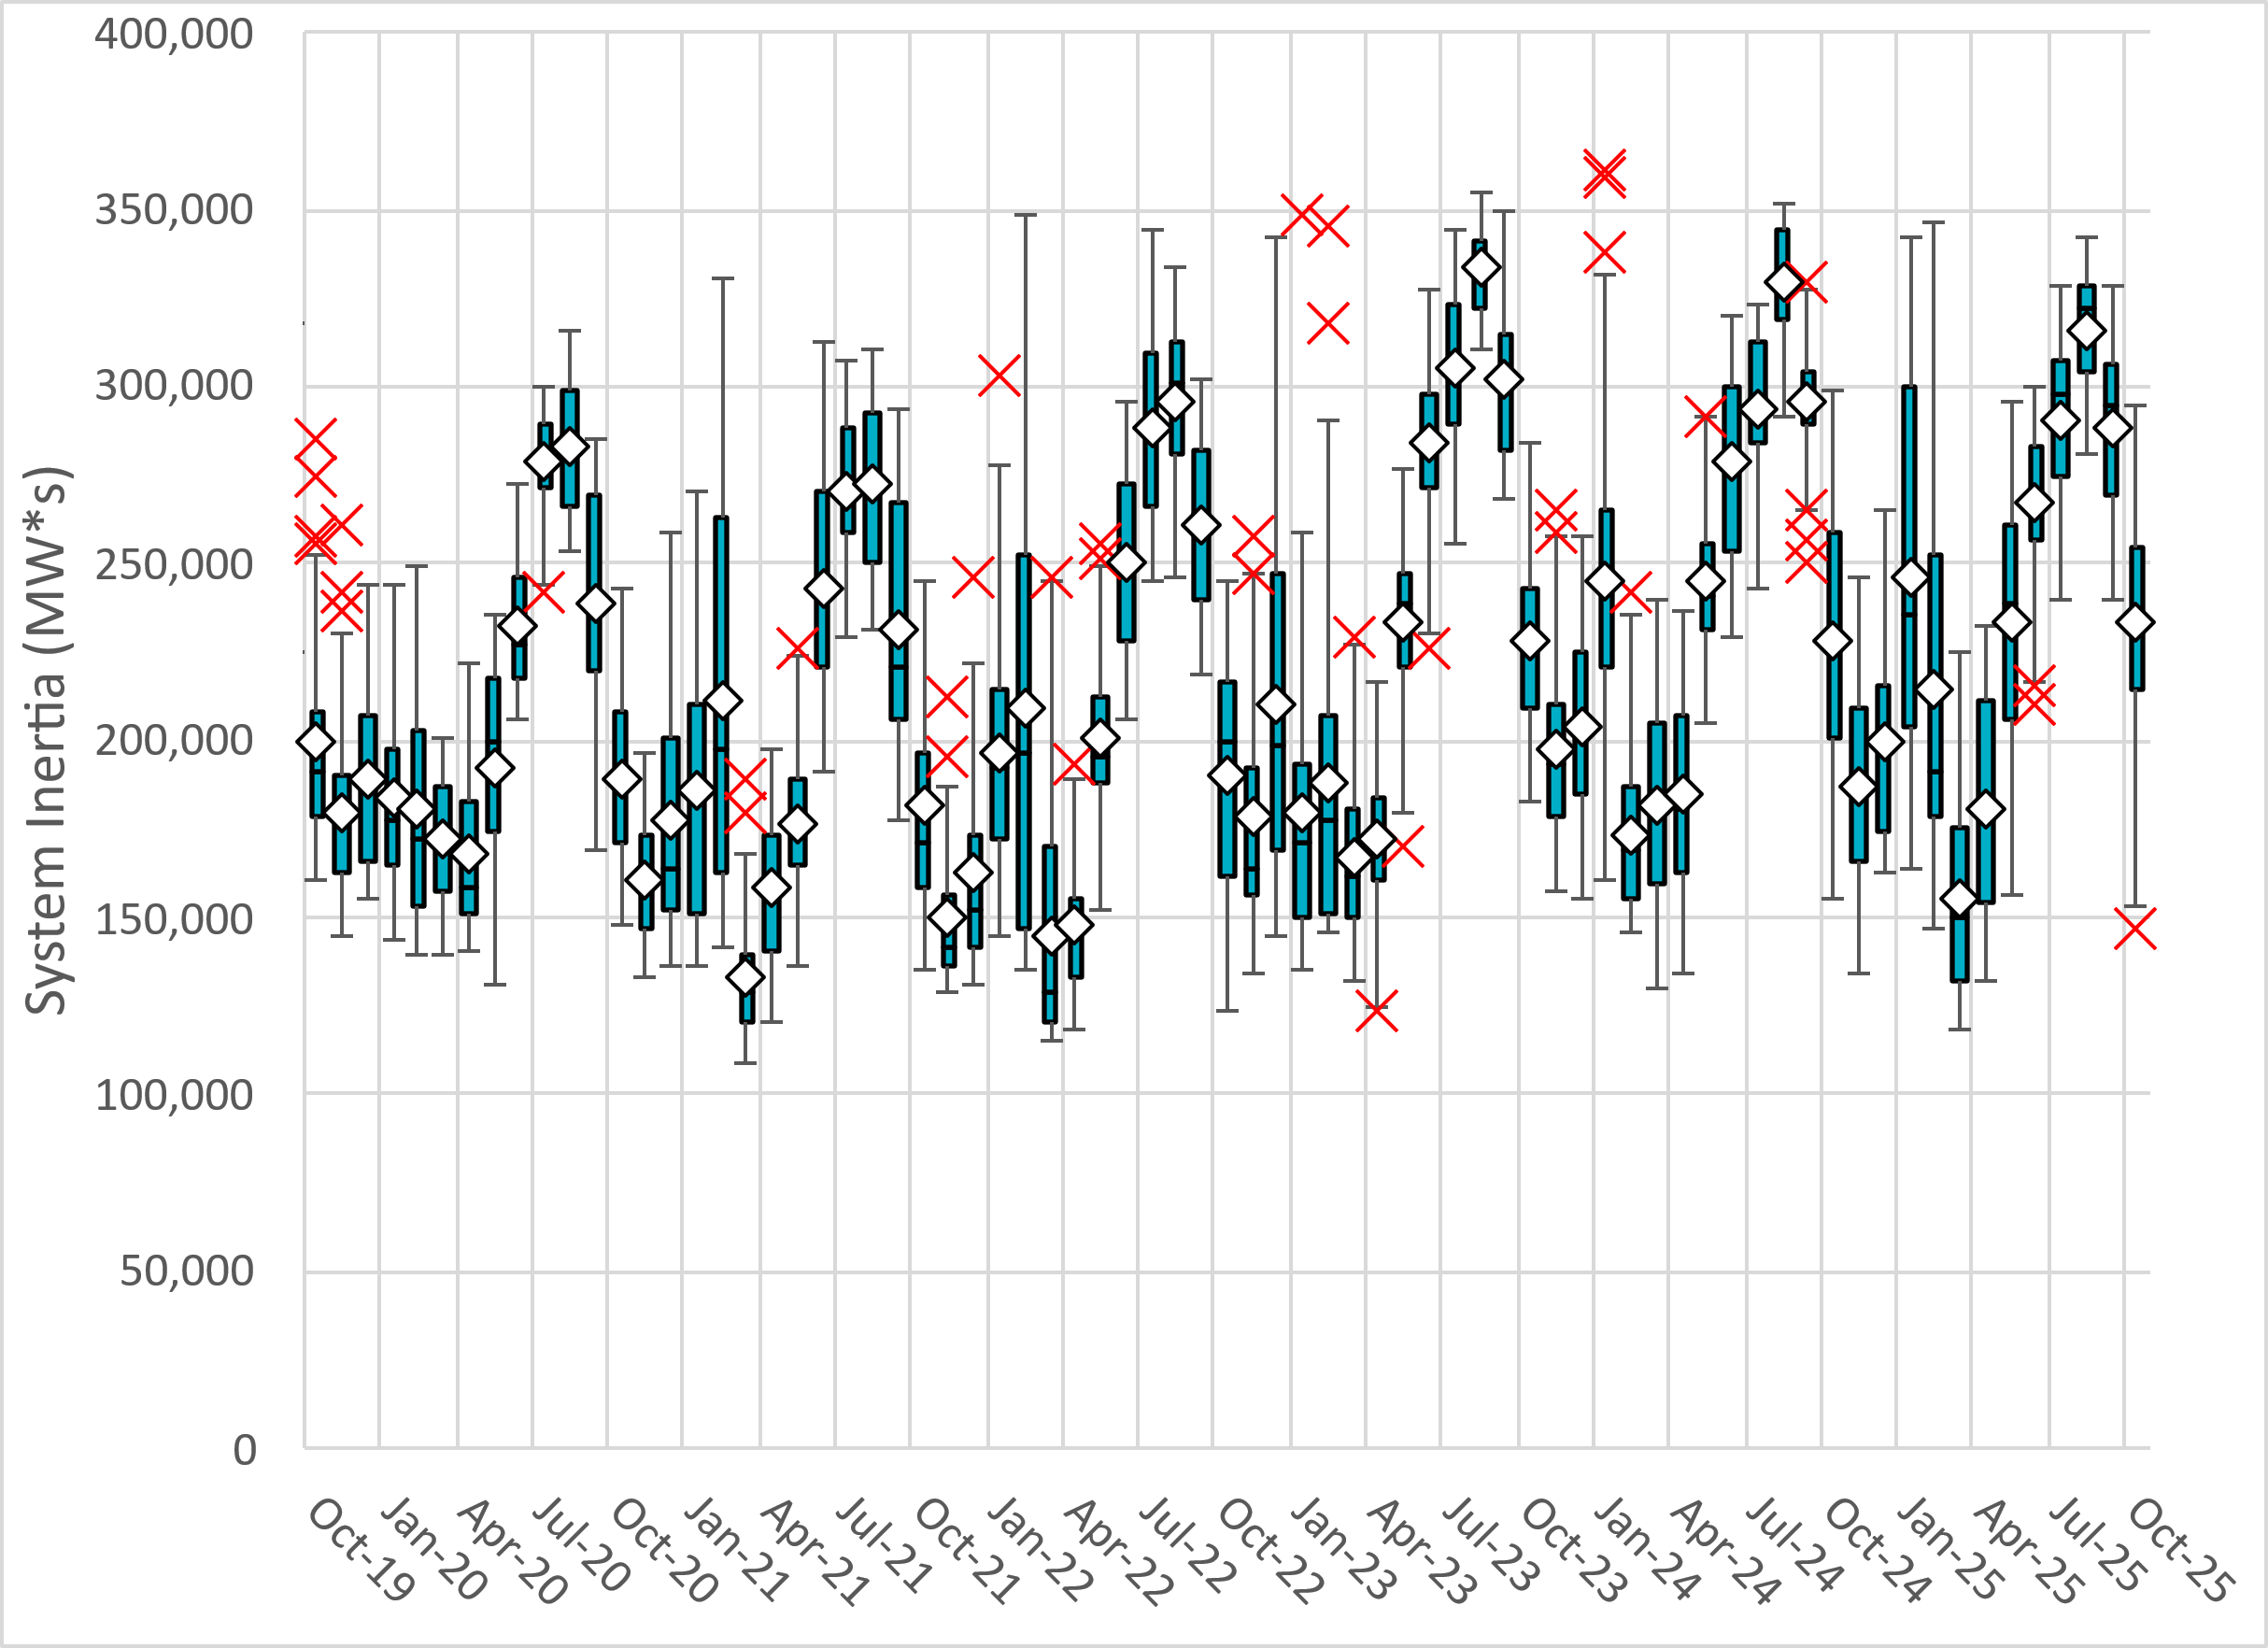 400,000
350,000
300,000
250,000
200,000
150,000
100,000
50,000
0
System Inertia (MW*s)
Oct-19
Jan-20
Apr-20
Jul-20
Oct-20
Jan-21
Apr-21
Jul-21
Oct-21
Jan-22
Apr-22
Jul-22
Oct-22
Jan-23
Apr-23
Jul-23
Oct-23
Jan-24
Apr-24
Jul-24
Oct-24
Jan-25
Apr-25
Jul-25
Oct-25